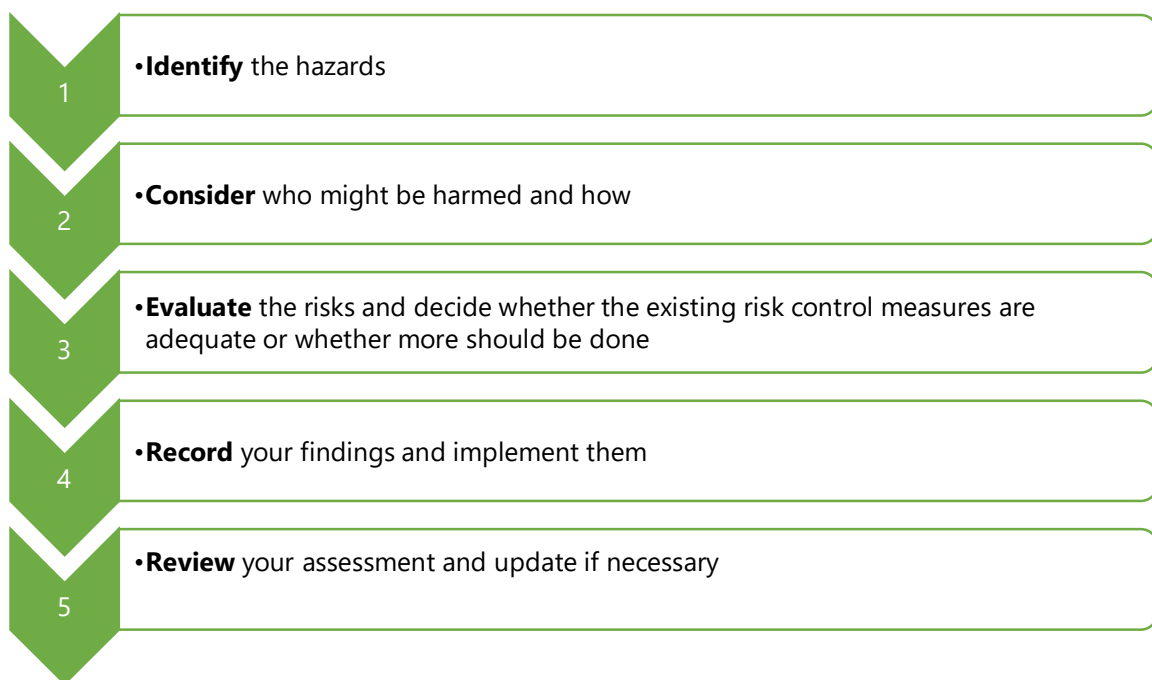 1
•Identify the hazards
2
•Consider who might be harmed and how
3
•Evaluate the risks and decide whether the existing risk control measures are
adequate or whether more should be done
4
•Record your findings and implement them
5
•Review your assessment and update if necessary